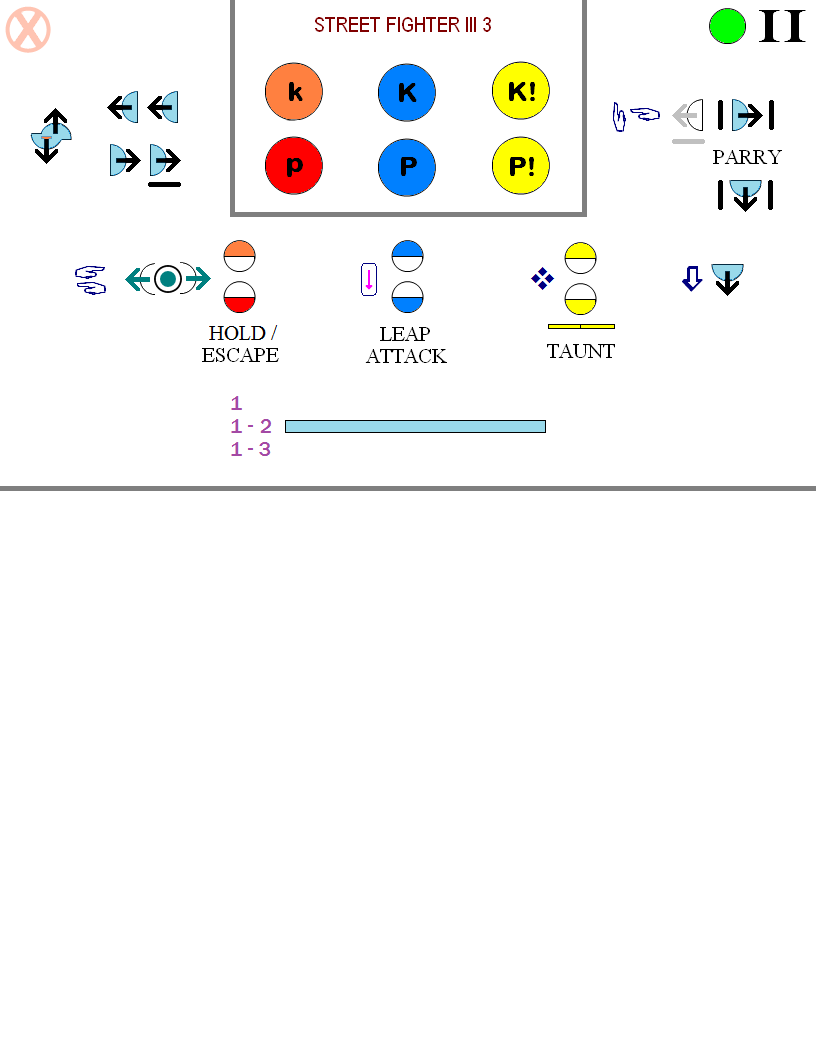 X
STREET FIGHTER III 3
II
k
K
K!
p
P
P!
PARRY
HOLD /
ESCAPE
LEAP
ATTACK
TAUNT
1
1 - 2
1 - 3